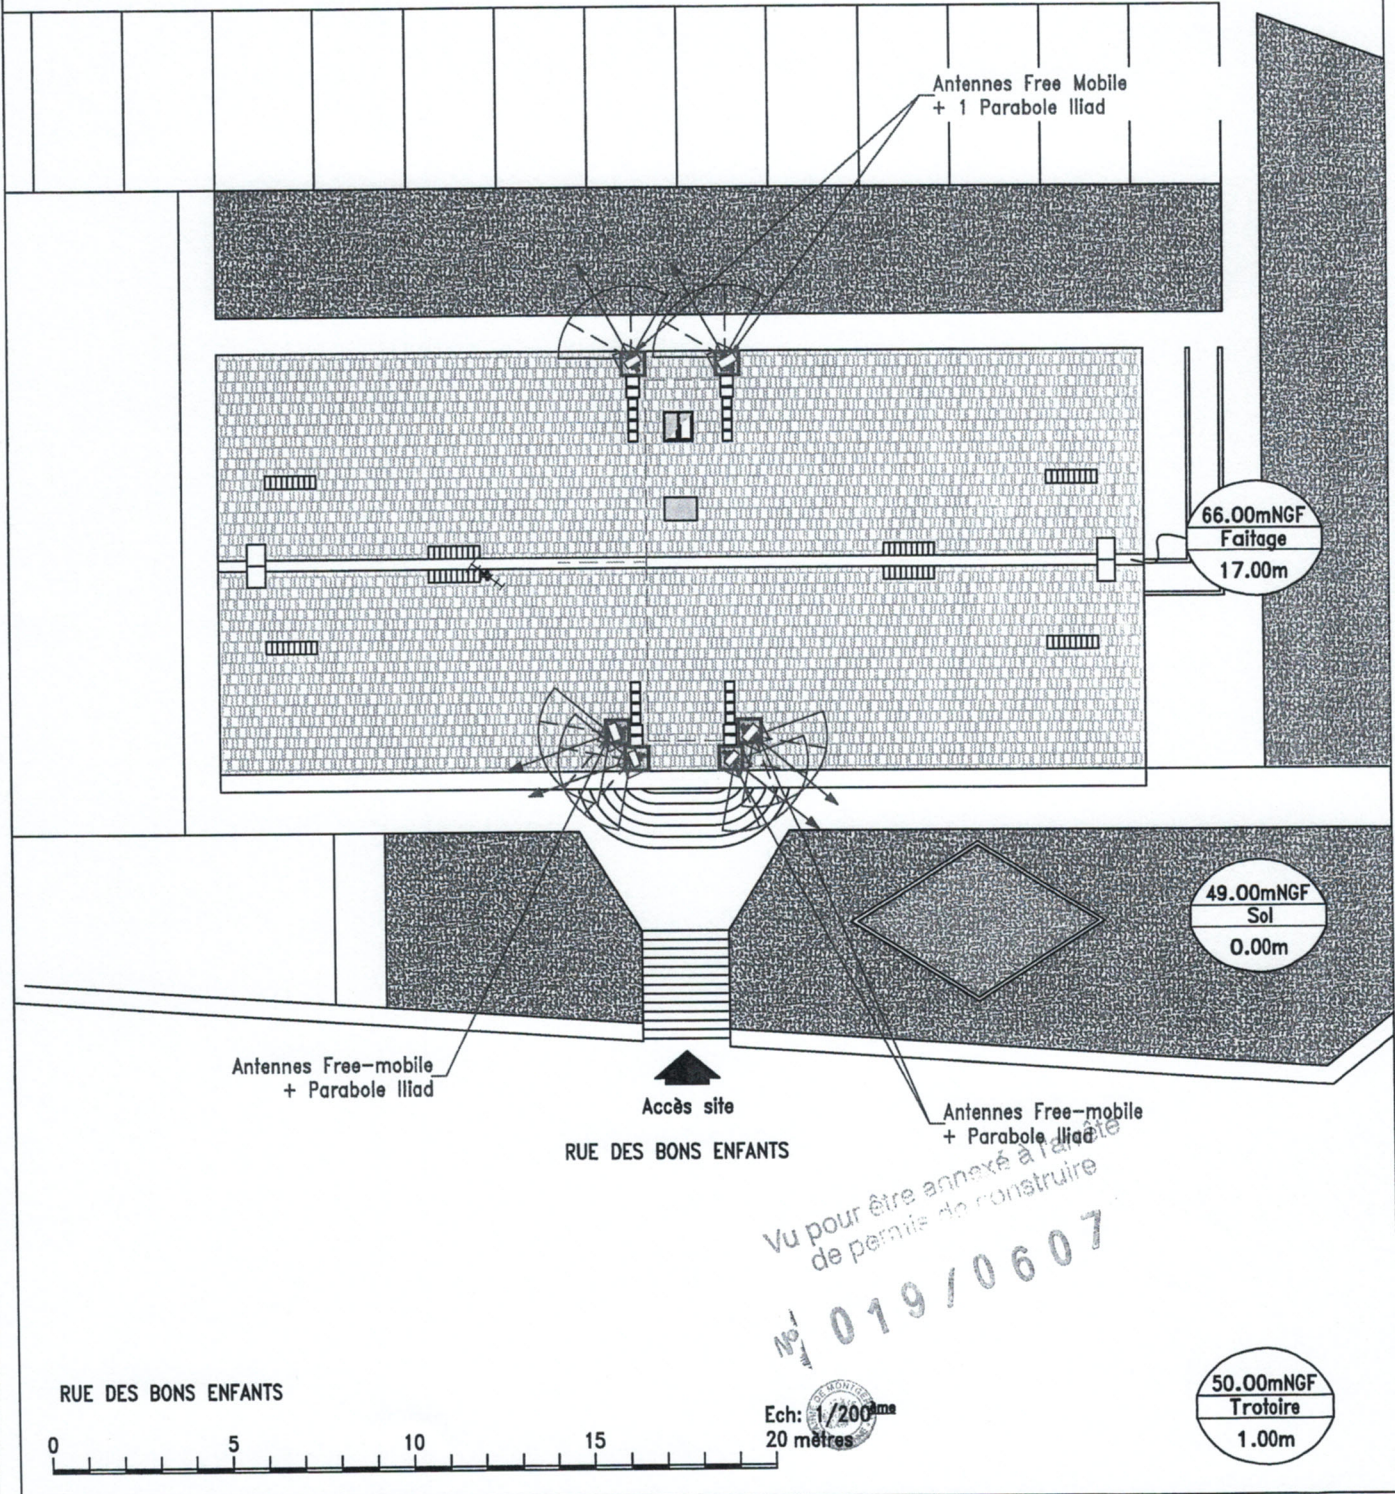 Antennes Free Mobile
+ 1 Parabole Iliad
66.00mNGF
Faitage
17.00m
49.00mNGF
Sol
0.00m
Antennes Free-mobile
+ Parabole Iliad
Accès site
Antennes Free-mobile
+ Parabole Iliad
RUE DES BONS ENFANTS
Vu pour être annexé à l'arrêté
de permis de construire
N° 019/0607
RUE DES BONS ENFANTS
Ech: 1/200ème
20 mètres
0 5 10 15
50.00mNGF
Trotoire
1.00m